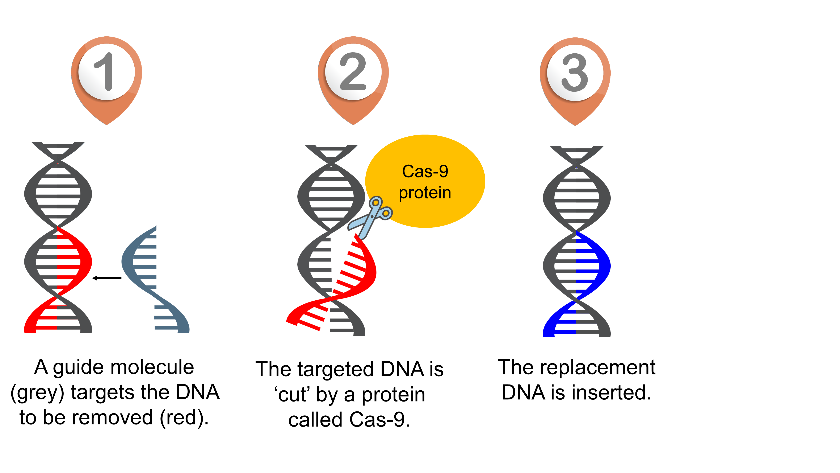 1
2
3
Cas-9
protein
A guide molecule
(grey) targets the DNA
to be removed (red).
The targeted DNA is
‘cut’ by a protein
called Cas-9.
The replacement
DNA is inserted.